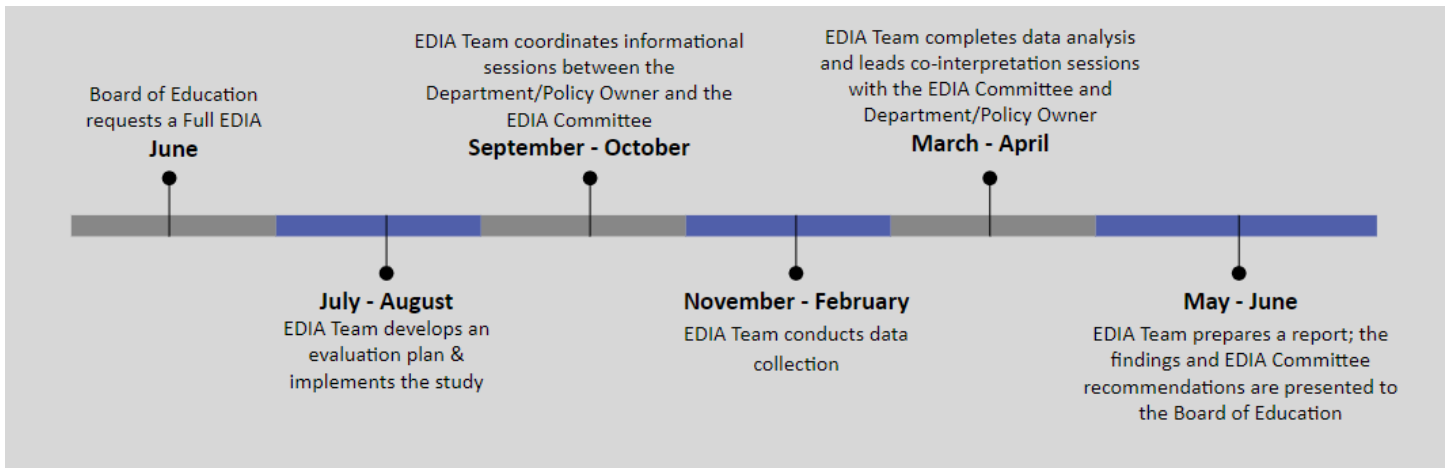 Board of Education
requests a Full EDIA
June
July - August
EDIA Team develops an
evaluation plan &
implements the study
EDIA Team coordinates informational
sessions between the
Department/Policy Owner and the
EDIA Committee
September - October
November - February
EDIA Team conducts data
collection
EDIA Team completes data analysis
and leads co-interpretation sessions
with the EDIA Committee and
Department/Policy Owner
March - April
May - June
EDIA Team prepares a report; the
findings and EDIA Committee
recommendations are presented to
the Board of Education